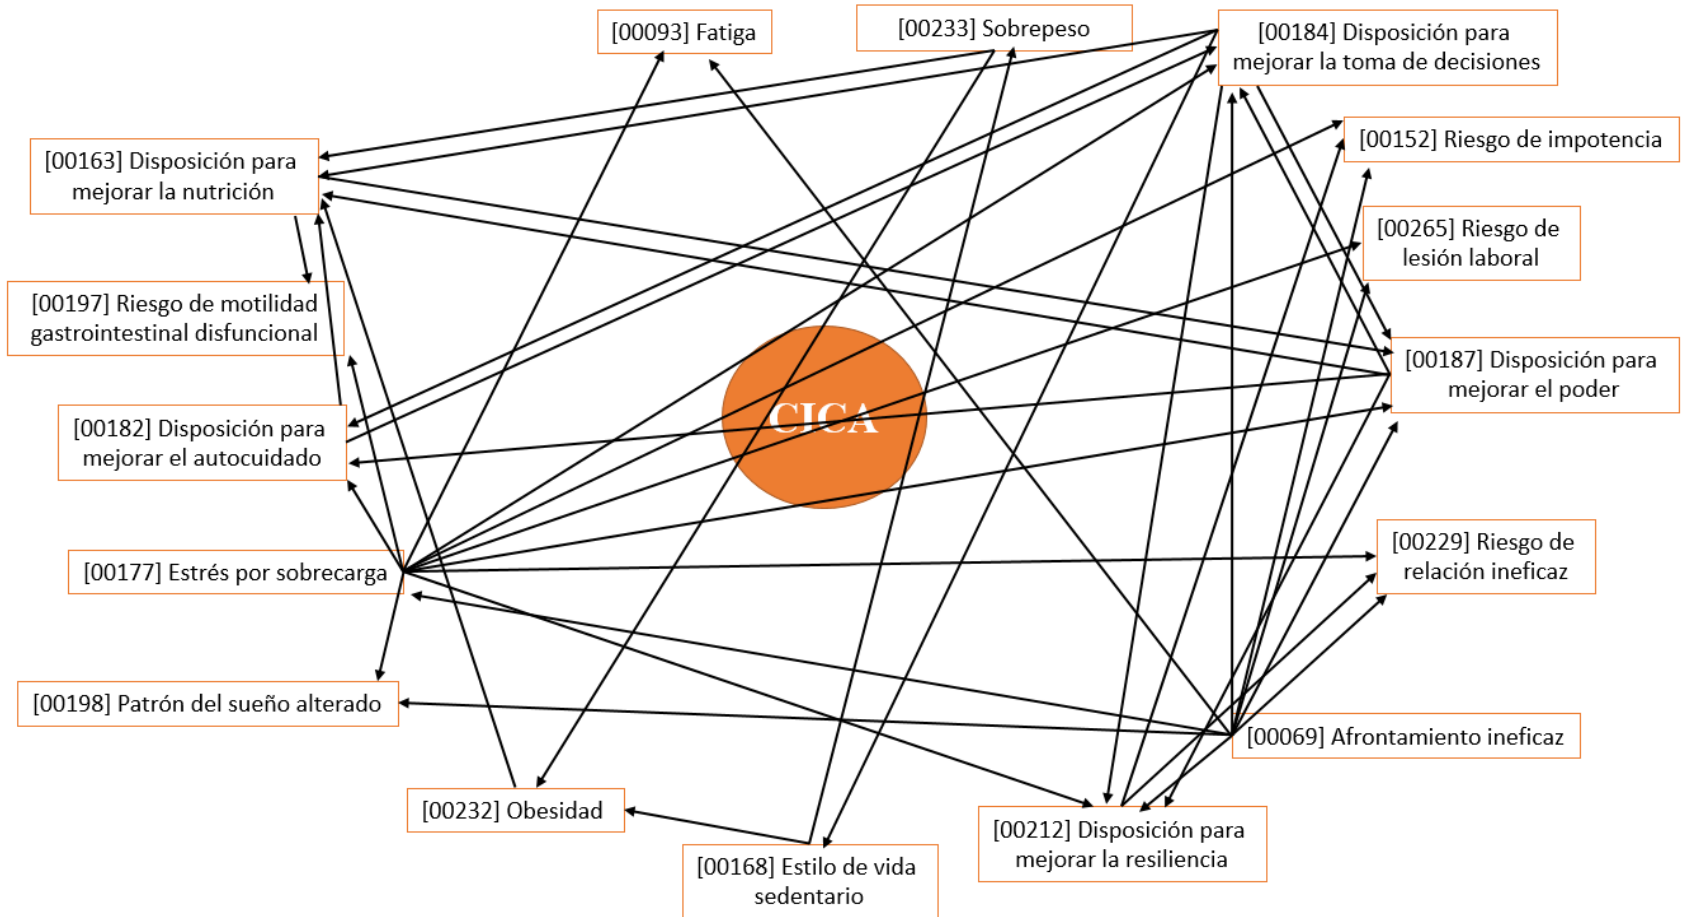 [00093] Fatiga
[00233] Sobrepeso
[00184] Disposición para
mejorar la toma de decisiones
[00152] Riesgo de impotencia
[00163] Disposición para
mejorar la nutrición
[00265] Riesgo de
lesión laboral
[00197] Riesgo de motilidad
gastrointestinal disfuncional
[00187] Disposición para
mejorar el poder
CICA
[00182] Disposición para
mejorar el autocuidado
[00229] Riesgo de
relación ineficaz
[00177] Estrés por sobrecarga
[00198] Patrón del sueño alterado
[00069] Afrontamiento ineficaz
[00232] Obesidad
[00212] Disposición para
mejorar la resiliencia
[00168] Estilo de vida
sedentario